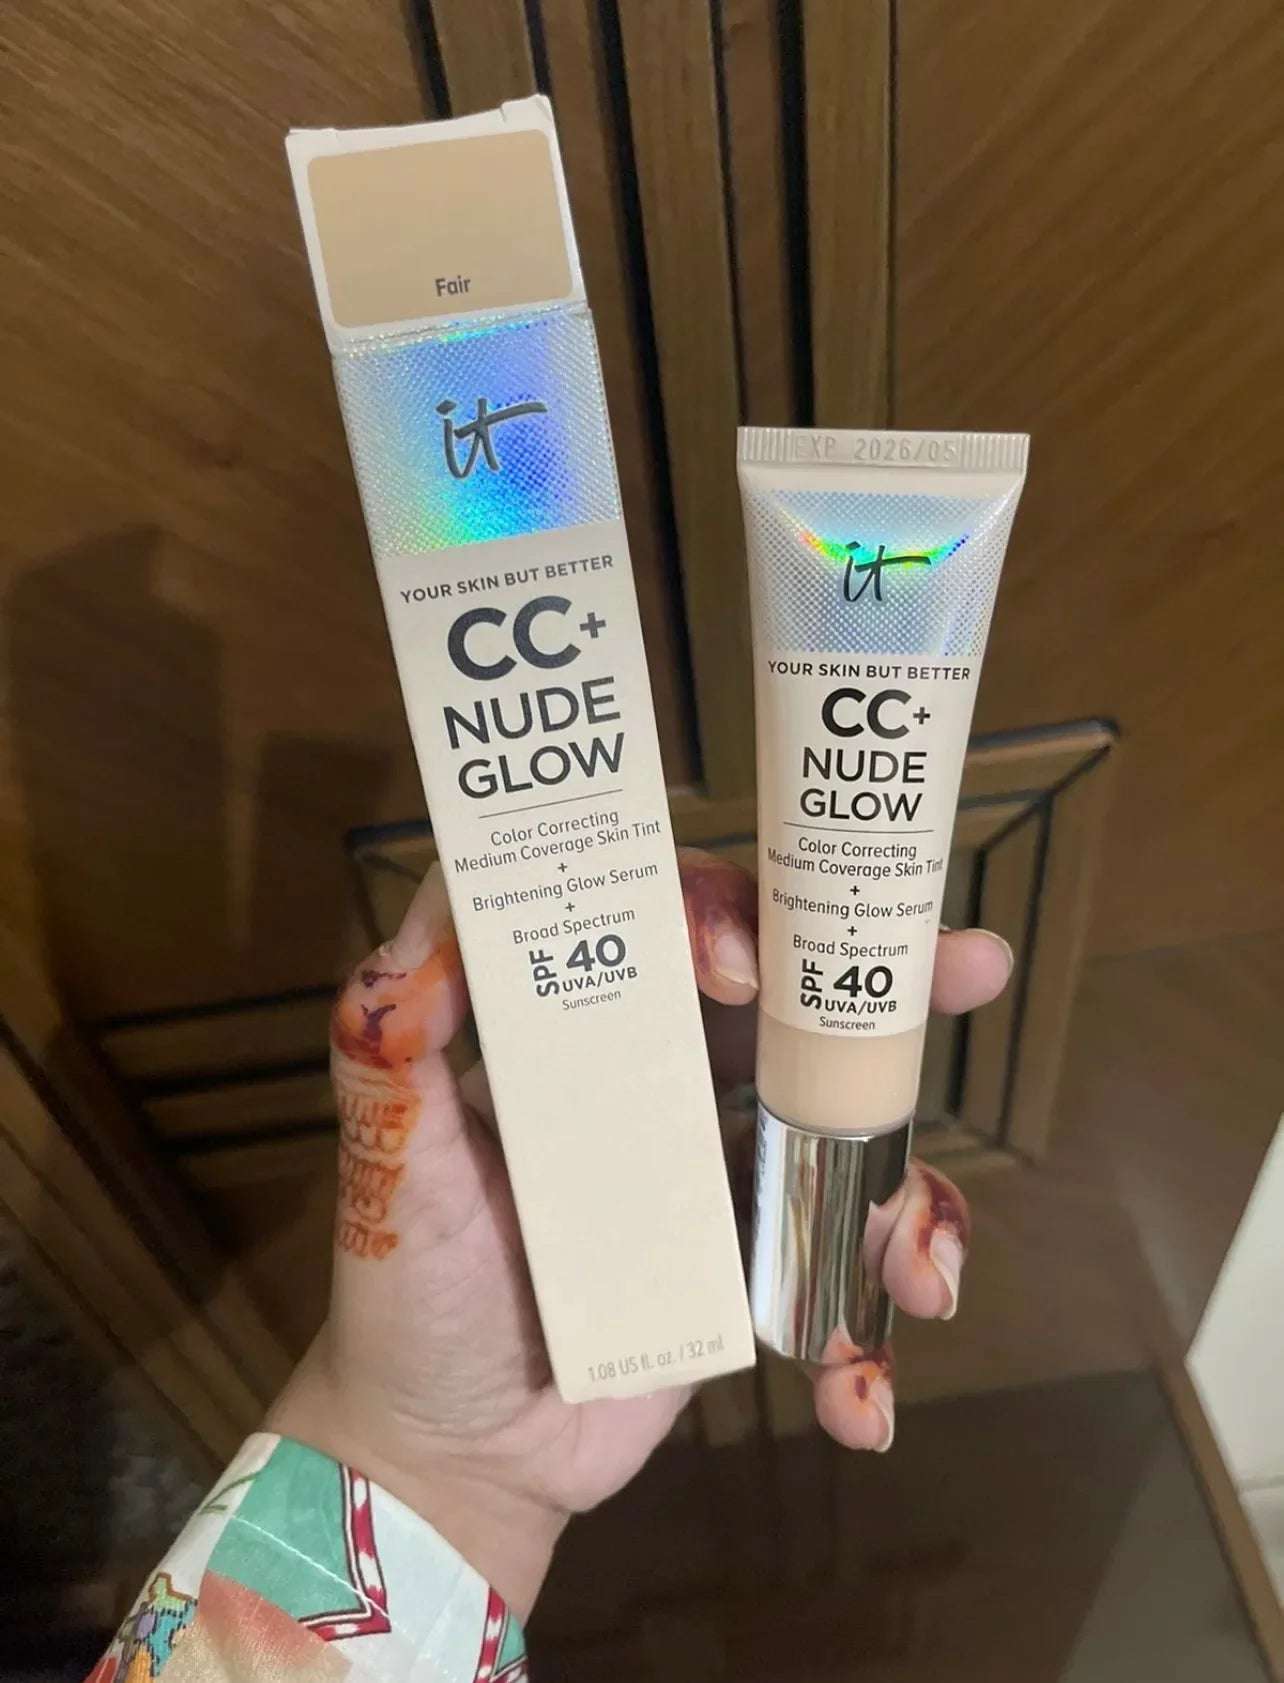 Fair
it
YOUR SKIN BUT BETTER
CC+
NUDE
GLOW
Color Correcting
Medium Coverage Skin Tint
+
Brightening Glow Serum
+
Broad Spectrum
SPF 40
UVA/UVB
Sunscreen
1.08 US fl. oz. / 32 ml
EXP 2026/05
it
YOUR SKIN BUT BETTER
CC+
NUDE
GLOW
Color Correcting
Medium Coverage Skin Tint
+
Brightening Glow Serum
+
Broad Spectrum
SPF 40
UVA/UVB
Sunscreen